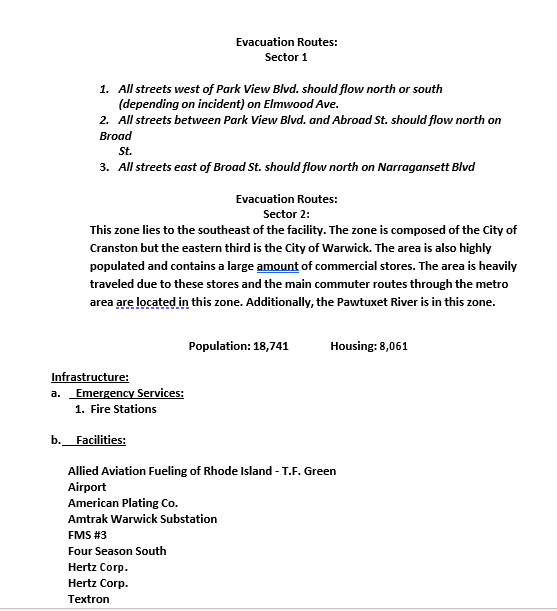 Evacuation Routes:
Sector 1
1. All streets west of Park View Blvd. should flow north or south
(depending on incident) on Elmwood Ave.
2. All streets between Park View Blvd. and Abroad St. should flow north on
Broad
St.
3. All streets east of Broad St. should flow north on Narragansett Blvd
Evacuation Routes:
Sector 2:
This zone lies to the southeast of the facility. The zone is composed of the City of
Cranston but the eastern third is the City of Warwick. The area is also highly
populated and contains a large amount of commercial stores. The area is heavily
traveled due to these stores and the main commuter routes through the metro
area are located in this zone. Additionally, the Pawtuxet River is in this zone.
Population: 18,741 Housing: 8,061
Infrastructure:
a. Emergency Services:
1. Fire Stations
b. Facilities:
Allied Aviation Fueling of Rhode Island - T.F. Green
Airport
American Plating Co.
Amtrak Warwick Substation
FMS #3
Four Season South
Hertz Corp.
Hertz Corp.
Textron